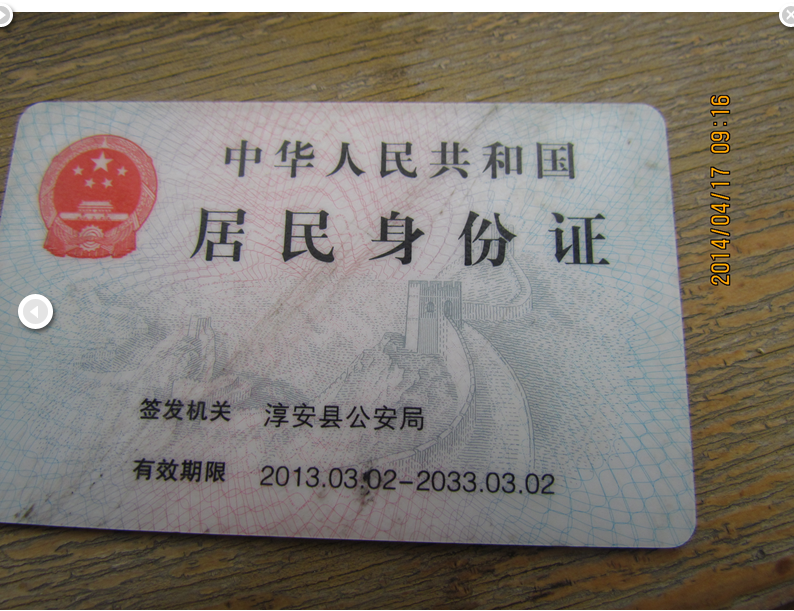 中华人民共和国
居民身份证
签发机关 淳安县公安局
有效期限 2013.03.02-2033.03.02
2014/04/17 09:16